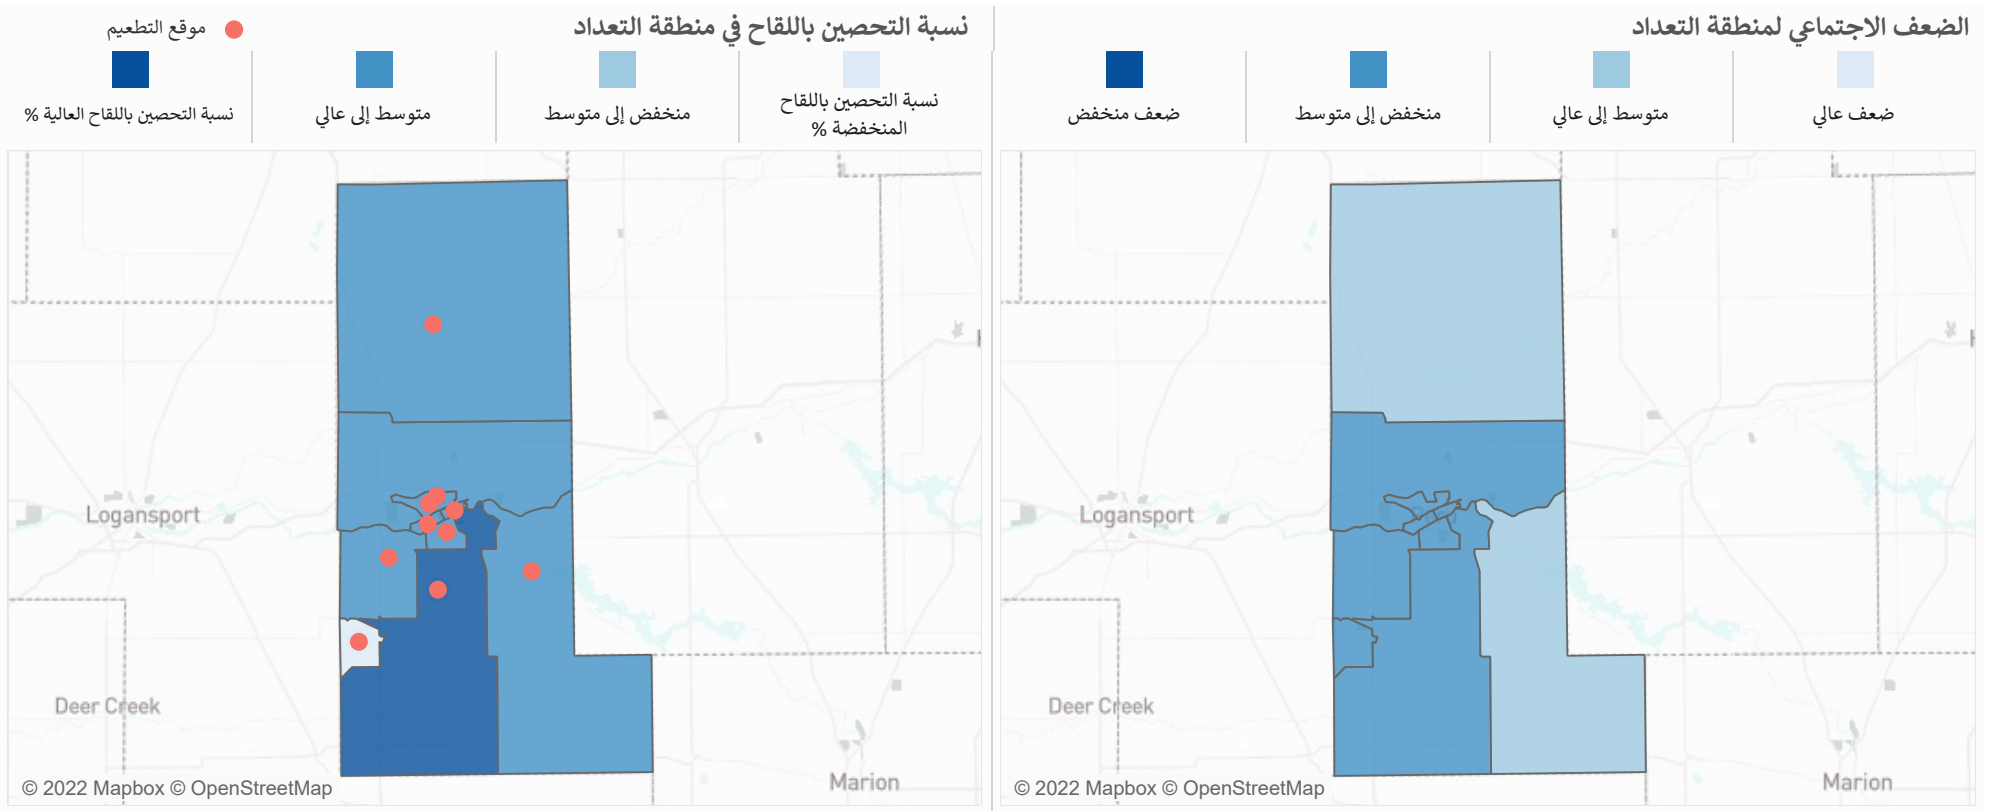 الضعف الاجتماعي لمنطقة التعداد
ضعف عالي
متوسط إلى عالي
منخفض إلى متوسط
ضعف منخفض
Logansport
Deer Creek
Marion
© 2022 Mapbox © OpenStreetMap
نسبة التحصين باللقاح في منطقة التعداد
موقع التطعيم
نسبة التحصين باللقاح
المنخفضة %
منخفض إلى متوسط
متوسط إلى عالي
نسبة التحصين باللقاح العالية %
Logansport
Deer Creek
Marion
© 2022 Mapbox © OpenStreetMap